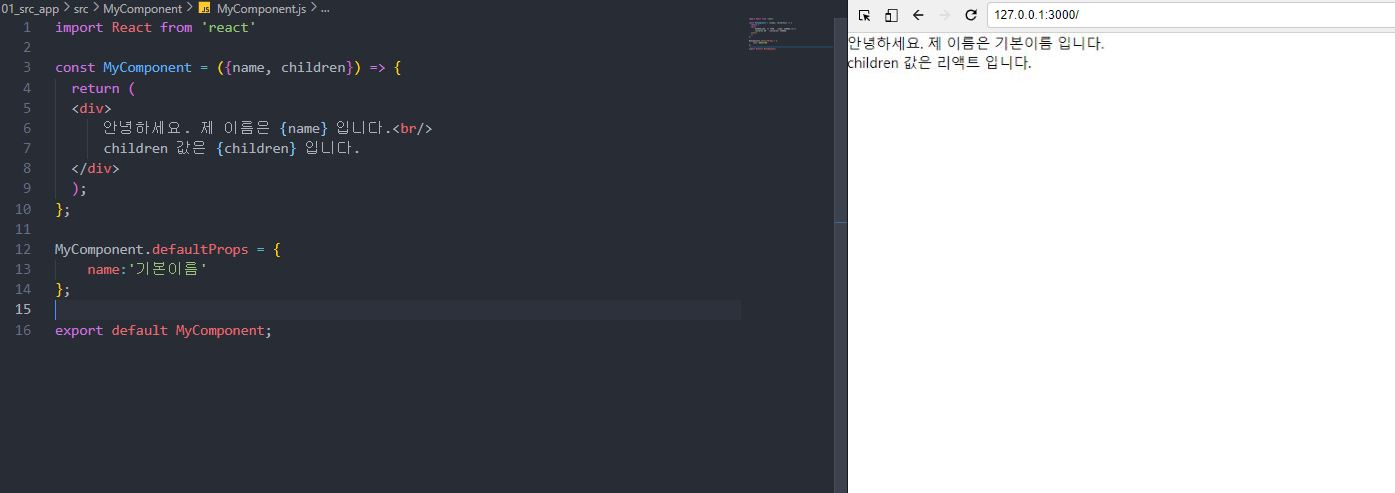 01_src_app > src > MyComponent > JS MyComponent.js > ...
1 import React from 'react'
2
3 const MyComponent = ({name, children}) => {
4 return (
5 <div>
6 안녕하세요. 제 이름은 {name} 입니다.<br/>
7 children 값은 {children} 입니다.
8 </div>
9 );
10 };
11
12 MyComponent.defaultProps = {
13 name:'기본이름'
14 };
15
16 export default MyComponent;
127.0.0.1:3000/
안녕하세요. 제 이름은 기본이름 입니다.
children 값은 리액트 입니다.